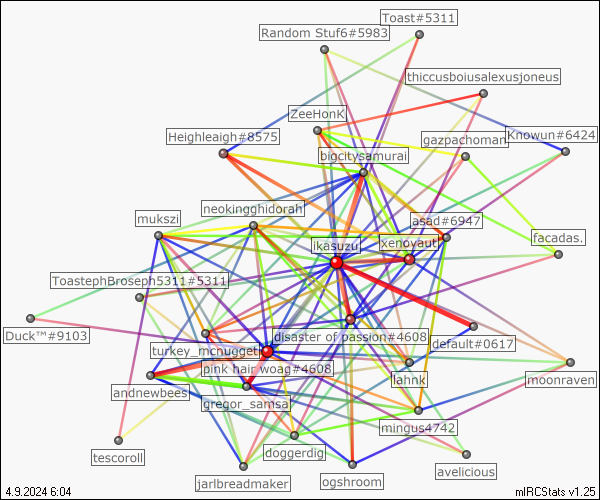 Toast#5311
Random Stuf6#5983
thiccusboiusalexusjoneus
ZeeHonK
Heighleaigh#8575
gazpachoman
Knowun#6424
bigcitysamurai
neokingghidorah
mukszi
asad#6947
ikasuzu
xenoyaut
facadas.
ToastephBroseph5311#5311
Duck™#9103
disaster of passion#4608
default#0617
turkey_mcnugget
pink hair woag#4608
lahnk
moonraven
andnewbees
gregor_samsa
mingus4742
tescoroll
doggerdig
avelicious
jarlbreadmaker
ogshroom
4.9.2024 6:04
mIRCStats v1.25